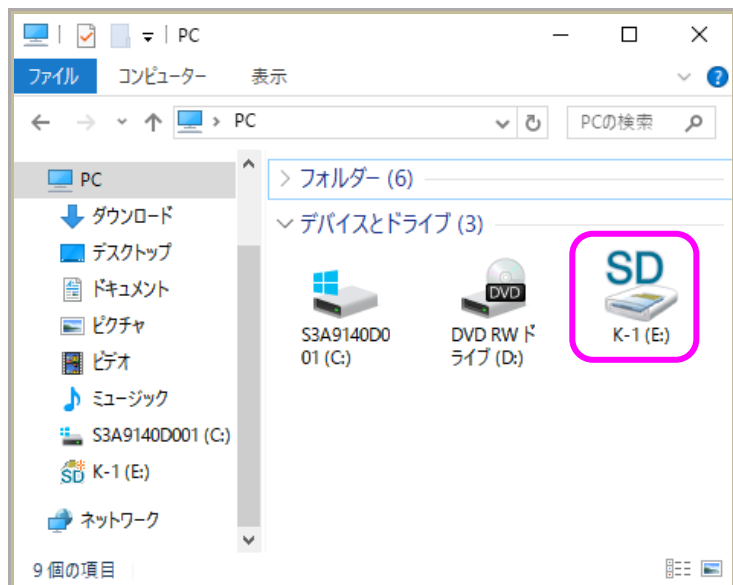 PC
ファイル
コンピューター
表示
PC
PCの検索
PC
ダウンロード
デスクトップ
ドキュメント
ピクチャ
ビデオ
ミュージック
S3A9140D001 (C:)
SD
K-1 (E:)
ネットワーク
フォルダー (6)
デバイスとドライブ (3)
S3A9140D0
01 (C:)
DVD
DVD RW ド
ライブ (D:)
SD
K-1 (E:)
9 個の項目